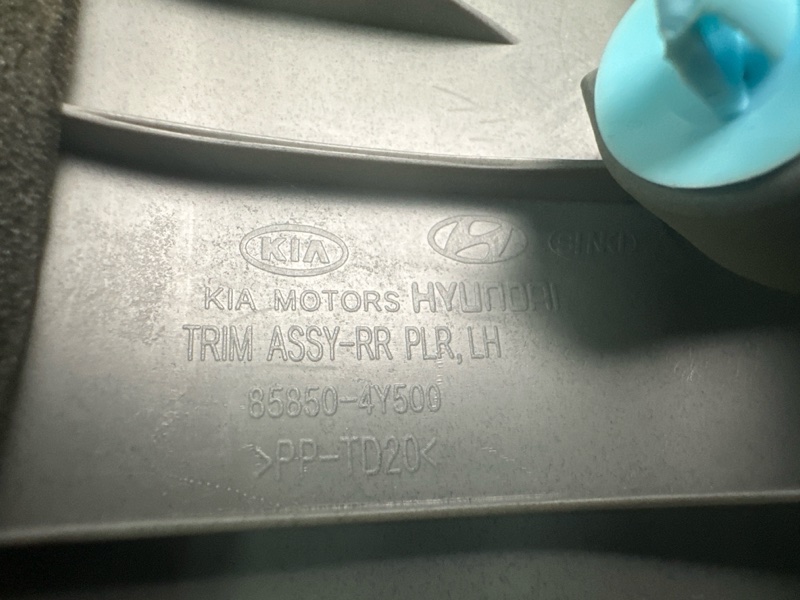 KIA
KIA MOTORS HYUNDAI
TRIM ASSY-RR PLR, LH
85850-4Y500
>PP-TD20<